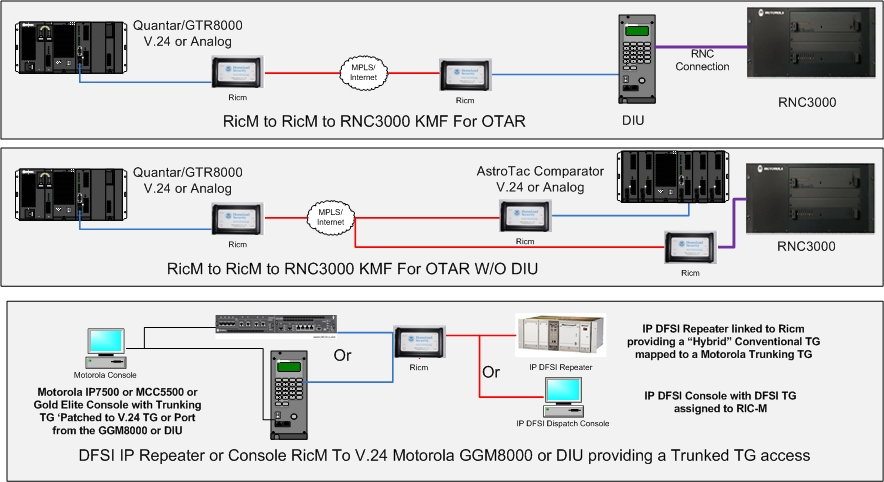 Quantar/GTR8000
V.24 or Analog
Ricm
MPLS/
Internet
Ricm
DIU
RNC
Connection
MOTOROLA
RNC3000
RicM to RicM to RNC3000 KMF For OTAR
Quantar/GTR8000
V.24 or Analog
Ricm
MPLS/
Internet
AstroTac Comparator
V.24 or Analog
Ricm
Ricm
MOTOROLA
RNC3000
RicM to RicM to RNC3000 KMF For OTAR W/O DIU
Motorola Console
Motorola IP7500 or MCC5500 or
Gold Elite Console with Trunking
TG ‘Patched to V.24 TG or Port
from the GGM8000 or DIU
Or
Ricm
Or
IP DFSI Repeater
IP DFSI Dispatch Console
IP DFSI Repeater linked to Ricm
providing a “Hybrid” Conventional TG
mapped to a Motorola Trunking TG
IP DFSI Console with DFSI TG
assigned to RIC-M
DFSI IP Repeater or Console RicM To V.24 Motorola GGM8000 or DIU providing a Trunked TG access